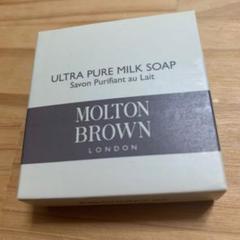 ULTRA PURE MILK SOAP
Savon Purifiant au Lait
MOLTON
BROWN
LONDON